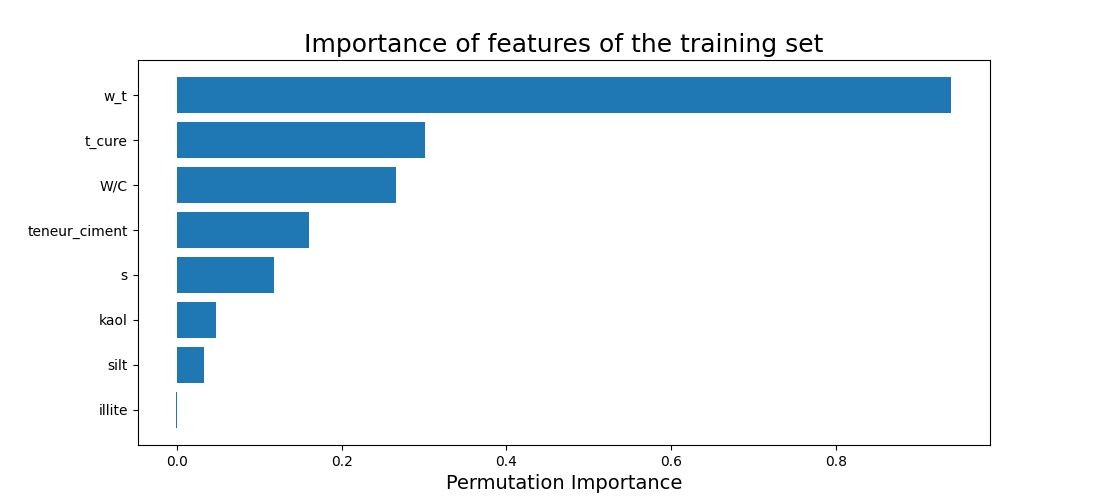 Importance of features of the training set
w_t
t_cure
W/C
teneur_ciment
s
kaol
silt
illite
0.0 0.2 0.4 0.6 0.8
Permutation Importance